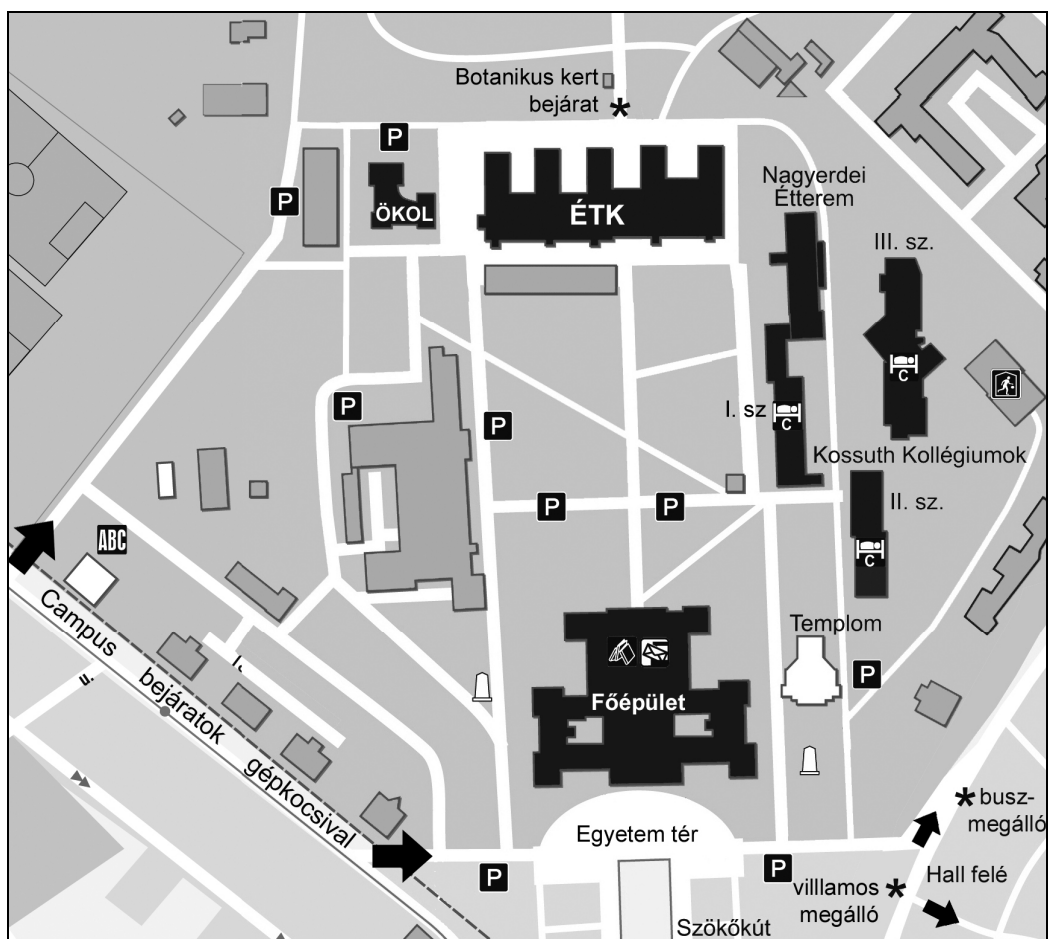 Botanikus kert
bejárat
P
P
ÖKOL
ÉTK
Nagyerdei
Étterem
III. sz.
C
P
I. sz
C
P
Kossuth Kollégiumok
P
P
II. sz.
C
ABC
Templom
P
Főépület
Campus bejáratok gépkocsival
Egyetem tér
P
P
busz-
megálló
Hall felé
villlamos
megálló
Szökőkút